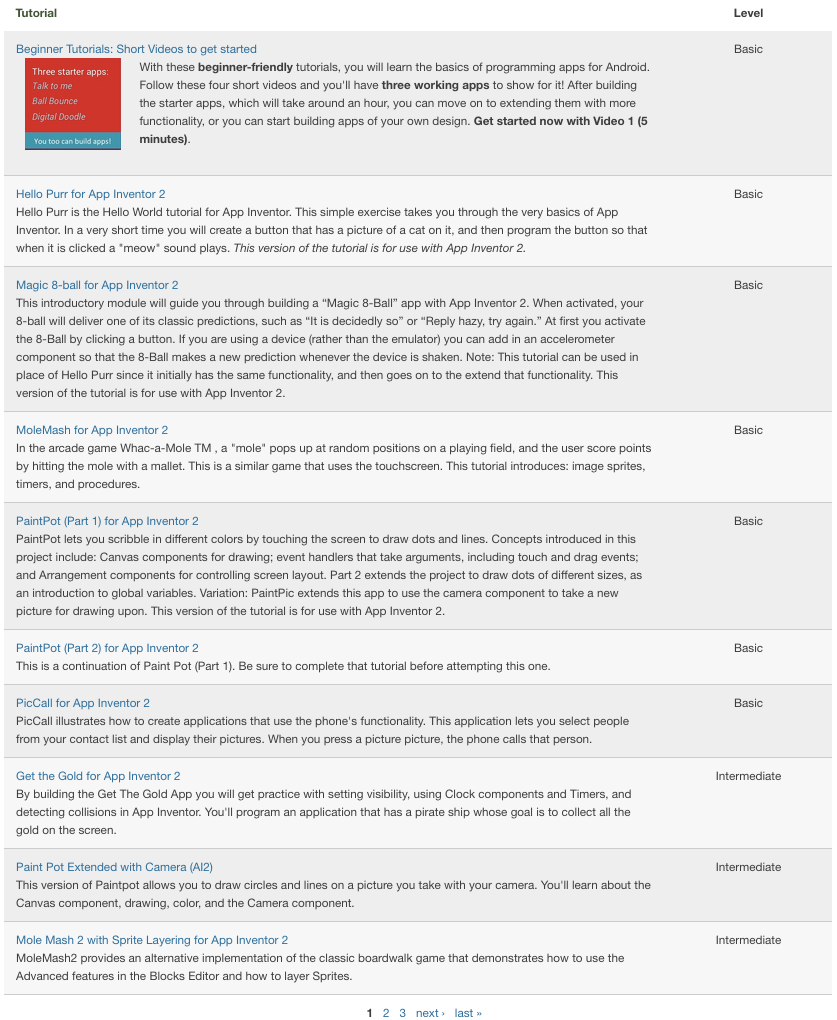 Tutorial Level
Beginner Tutorials: Short Videos to get started Basic
Three starter apps:
Talk to me
Ball Bounce
Digital Doodle
You too can build apps!
With these beginner-friendly tutorials, you will learn the basics of programming apps for Android.
Follow these four short videos and you'll have three working apps to show for it! After building
the starter apps, which will take around an hour, you can move on to extending them with more
functionality, or you can start building apps of your own design. Get started now with Video 1 (5
minutes).
Hello Purr for App Inventor 2 Basic
Hello Purr is the Hello World tutorial for App Inventor. This simple exercise takes you through the very basics of App
Inventor. In a very short time you will create a button that has a picture of a cat on it, and then program the button so that
when it is clicked a "meow" sound plays. This version of the tutorial is for use with App Inventor 2.
Magic 8-ball for App Inventor 2 Basic
This introductory module will guide you through building a “Magic 8-Ball” app with App Inventor 2. When activated, your
8-ball will deliver one of its classic predictions, such as “It is decidedly so” or “Reply hazy, try again.” At first you activate
the 8-Ball by clicking a button. If you are using a device (rather than the emulator) you can add in an accelerometer
component so that the 8-Ball makes a new prediction whenever the device is shaken. Note: This tutorial can be used in
place of Hello Purr since it initially has the same functionality, and then goes on to the extend that functionality. This
version of the tutorial is for use with App Inventor 2.
MoleMash for App Inventor 2 Basic
In the arcade game Whac-a-Mole TM , a "mole" pops up at random positions on a playing field, and the user score points
by hitting the mole with a mallet. This is a similar game that uses the touchscreen. This tutorial introduces: image sprites,
timers, and procedures.
PaintPot (Part 1) for App Inventor 2 Basic
PaintPot lets you scribble in different colors by touching the screen to draw dots and lines. Concepts introduced in this
project include: Canvas components for drawing; event handlers that take arguments, including touch and drag events;
and Arrangement components for controlling screen layout. Part 2 extends the project to draw dots of different sizes, as
an introduction to global variables. Variation: PaintPic extends this app to use the camera component to take a new
picture for drawing upon. This version of the tutorial is for use with App Inventor 2.
PaintPot (Part 2) for App Inventor 2 Basic
This is a continuation of Paint Pot (Part 1). Be sure to complete that tutorial before attempting this one.
PicCall for App Inventor 2 Basic
PicCall illustrates how to create applications that use the phone's functionality. This application lets you select people
from your contact list and display their pictures. When you press a picture picture, the phone calls that person.
Get the Gold for App Inventor 2 Intermediate
By building the Get The Gold App you will get practice with setting visibility, using Clock components and Timers, and
detecting collisions in App Inventor. You'll program an application that has a pirate ship whose goal is to collect all the
gold on the screen.
Paint Pot Extended with Camera (AI2) Intermediate
This version of Paintpot allows you to draw circles and lines on a picture you take with your camera. You'll learn about the
Canvas component, drawing, color, and the Camera component.
Mole Mash 2 with Sprite Layering for App Inventor 2 Intermediate
MoleMash2 provides an alternative implementation of the classic boardwalk game that demonstrates how to use the
Advanced features in the Blocks Editor and how to layer Sprites.
1 2 3 next › last »